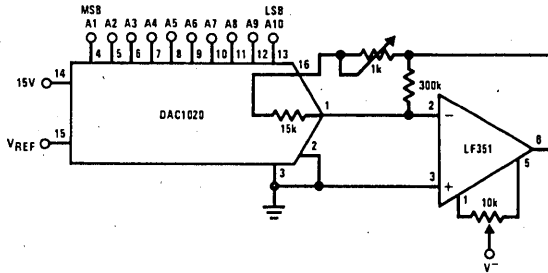 MSB LSB
A1 A2 A3 A4 A5 A6 A7 A8 A9 A10
4 5 6 7 8 9 10 11 12 13
16
1k
15V 14
300k
DAC1020
15k
1
2
−
6
LF351
VREF 15
2
5
3
3
+
1
10k
V−